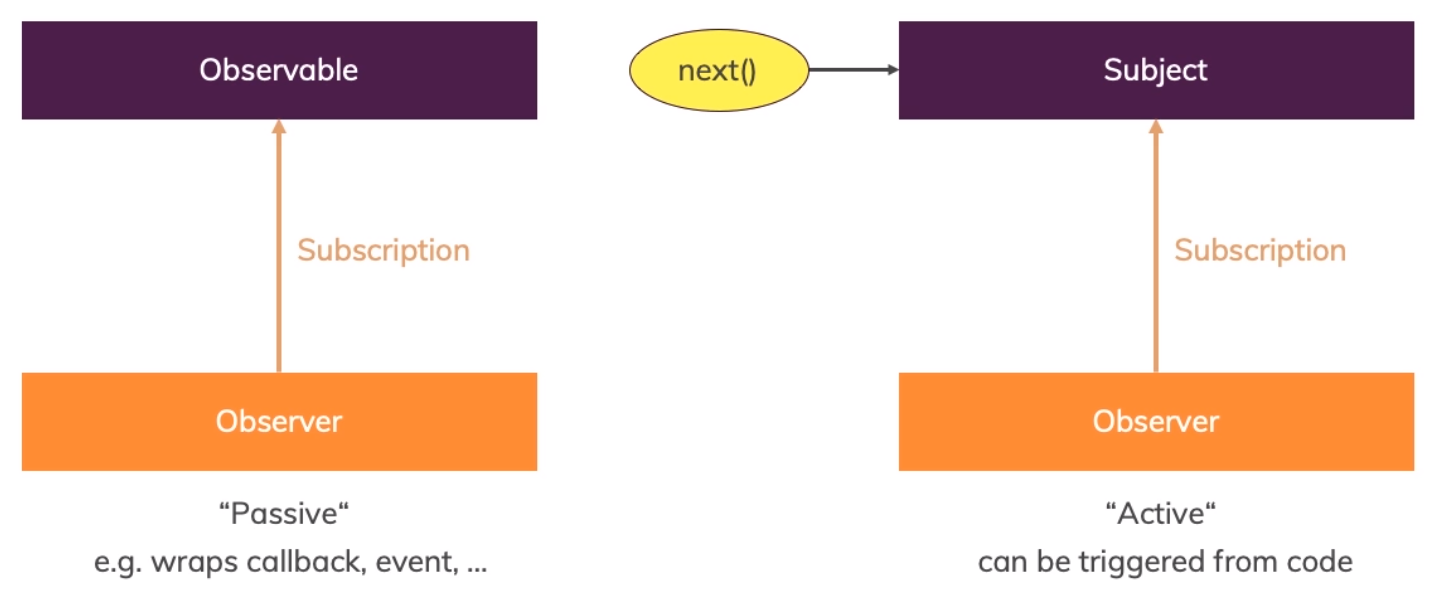 Observable
next()
Subject
Subscription
Subscription
Observer
Observer
“Passive“
“Active“
e.g. wraps callback, event, ...
can be triggered from code